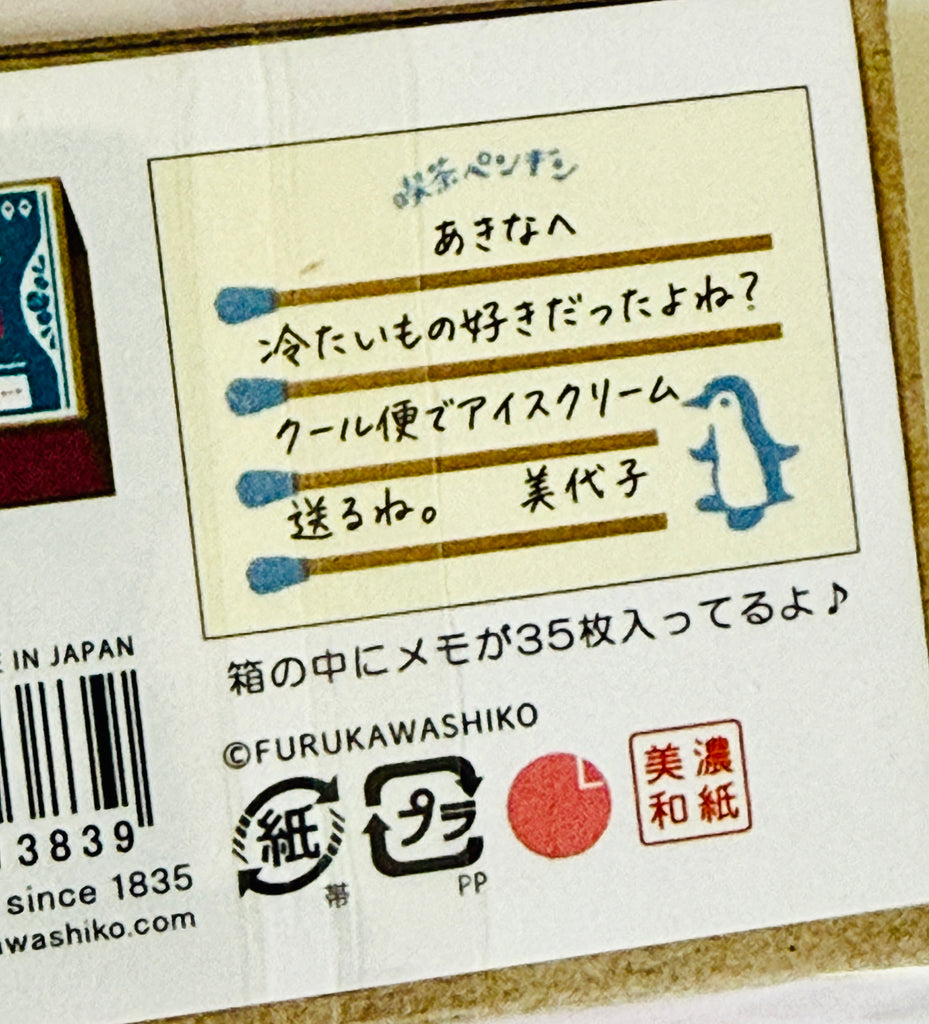 喫茶ペンギン
あきなへ
冷たいもの好きだったよね？
クール便でアイスクリーム
送るね。 美代子
箱の中にメモが35枚入ってるよ♪
IN JAPAN
©FURUKAWASHIKO
3839
since 1835
awashiko.com
紙
帯
プラ
PP
美濃
和紙